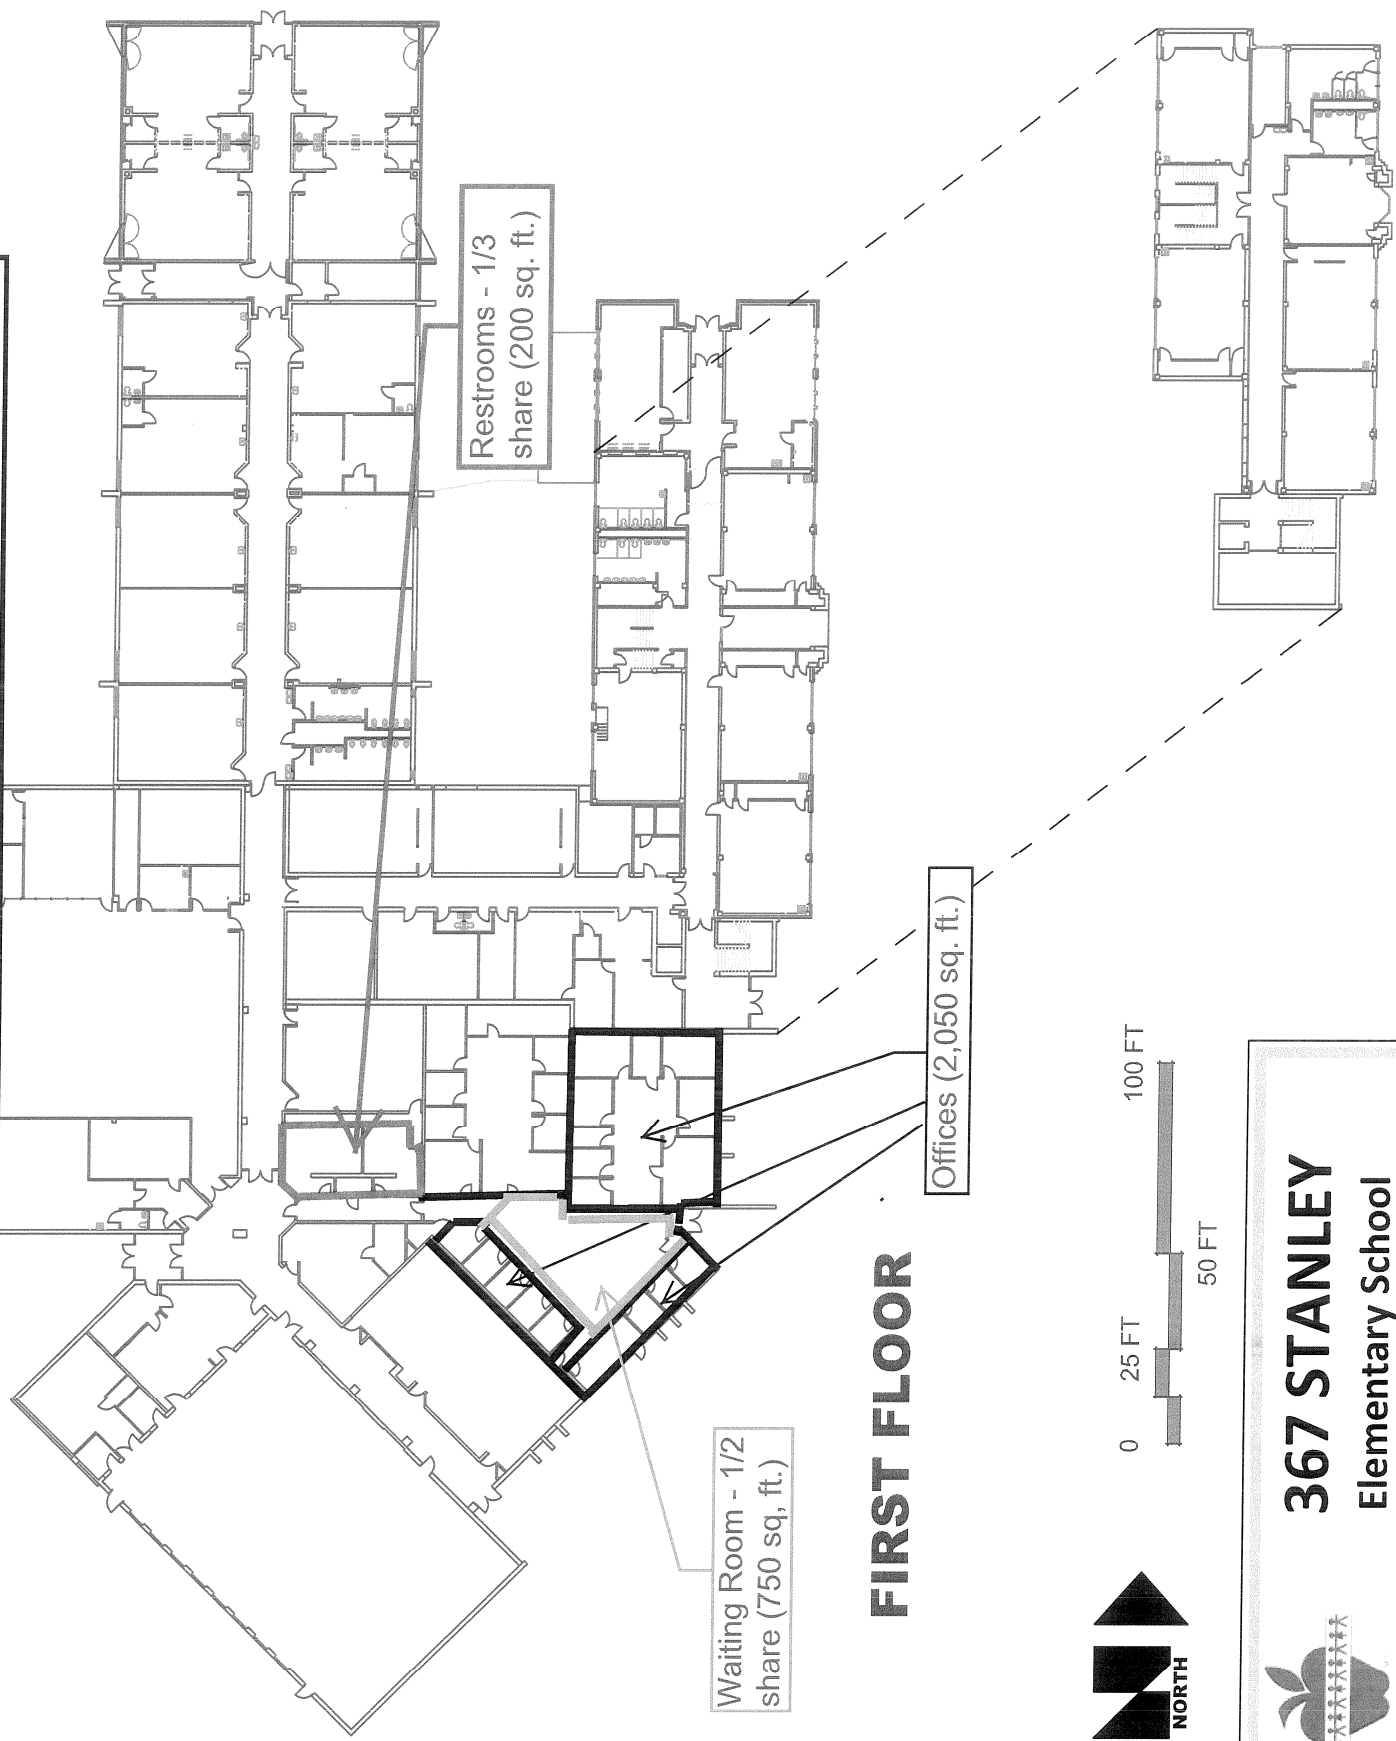 Restrooms - 1/3
share (200 sq. ft.)
Offices (2,050 sq. ft.)
Waiting Room - 1/2
share (750 sq, ft.)
FIRST FLOOR
0
25 FT
50 FT
100 FT
NORTH
367 STANLEY
Elementary School